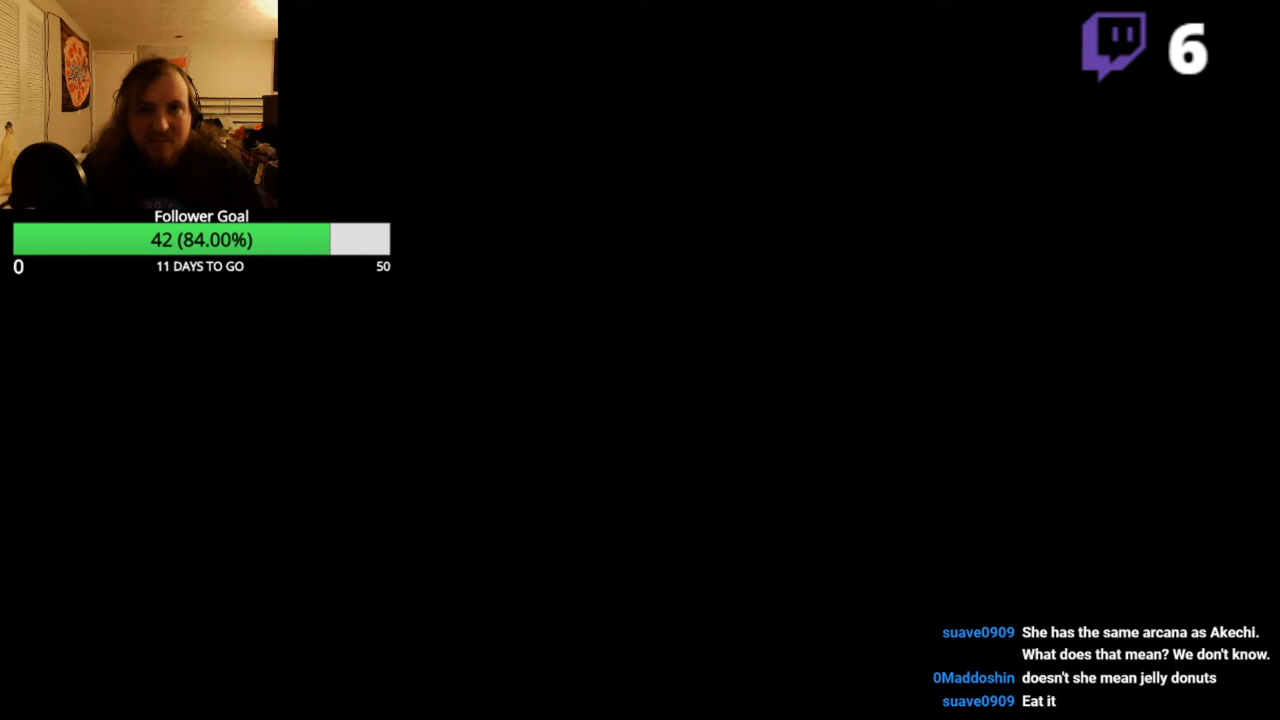 6
Follower Goal
42 (84.00%)
0 11 DAYS TO GO 50
suave0909 She has the same arcana as Akechi.
What does that mean? We don't know.
0Maddoshin doesn't she mean jelly donuts
suave0909 Eat it